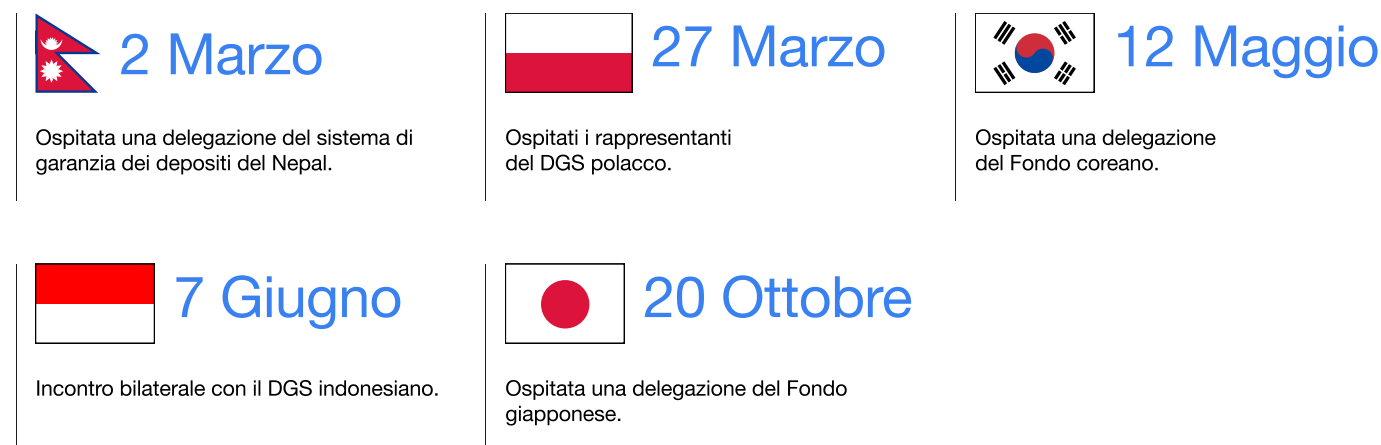 2 Marzo
Ospitata una delegazione del sistema di
garanzia dei depositi del Nepal.
27 Marzo
Ospitati i rappresentanti
del DGS polacco.
12 Maggio
Ospitata una delegazione
del Fondo coreano.
7 Giugno
Incontro bilaterale con il DGS indonesiano.
20 Ottobre
Ospitata una delegazione del Fondo
giapponese.